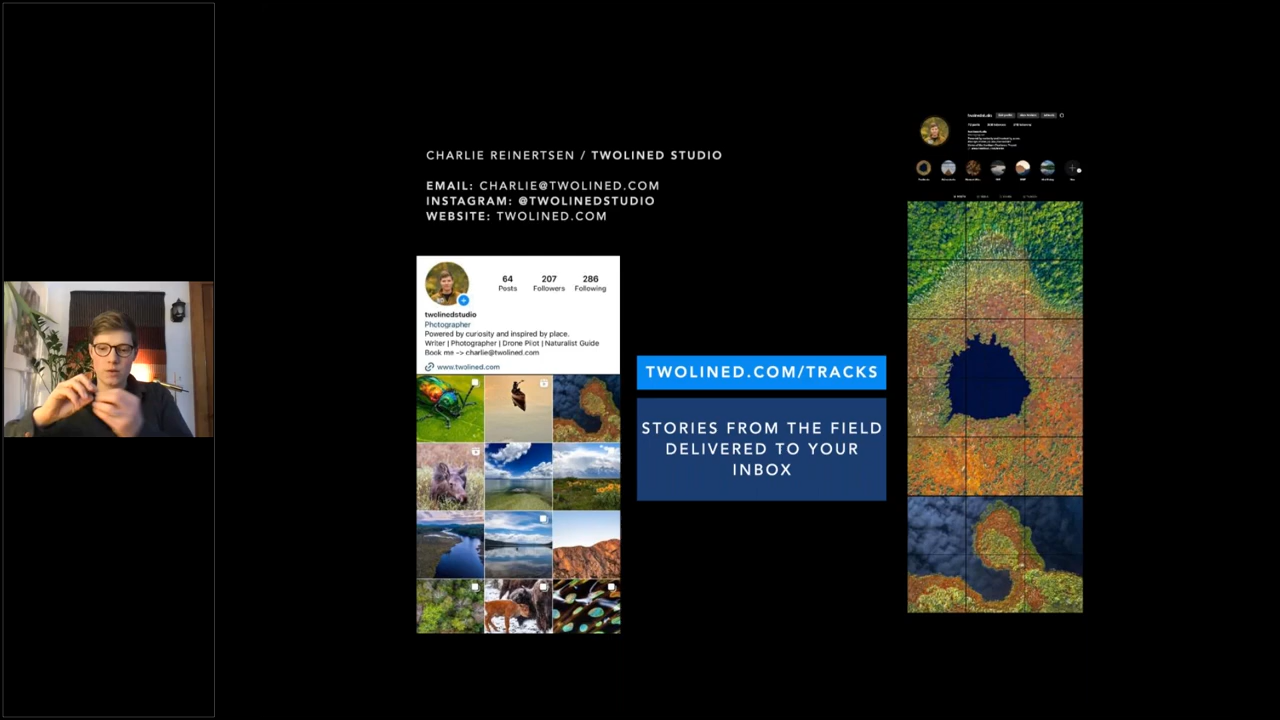 CHARLIE REINERTSEN / TWOLINED STUDIO
EMAIL: CHARLIE@TWOLINED.COM
INSTAGRAM: @TWOLINEDSTUDIO
WEBSITE: TWOLINED.COM
64 207 286
Posts Followers Following
twolinedstudio
Photographer
Powered by curiosity and inspired by place.
Writer | Photographer | Drone Pilot | Naturalist Guide
Book me -> charlie@twolined.com
www.twolined.com
TWOLINED.COM/TRACKS
STORIES FROM THE FIELD
DELIVERED TO YOUR
INBOX
twolinedstudio